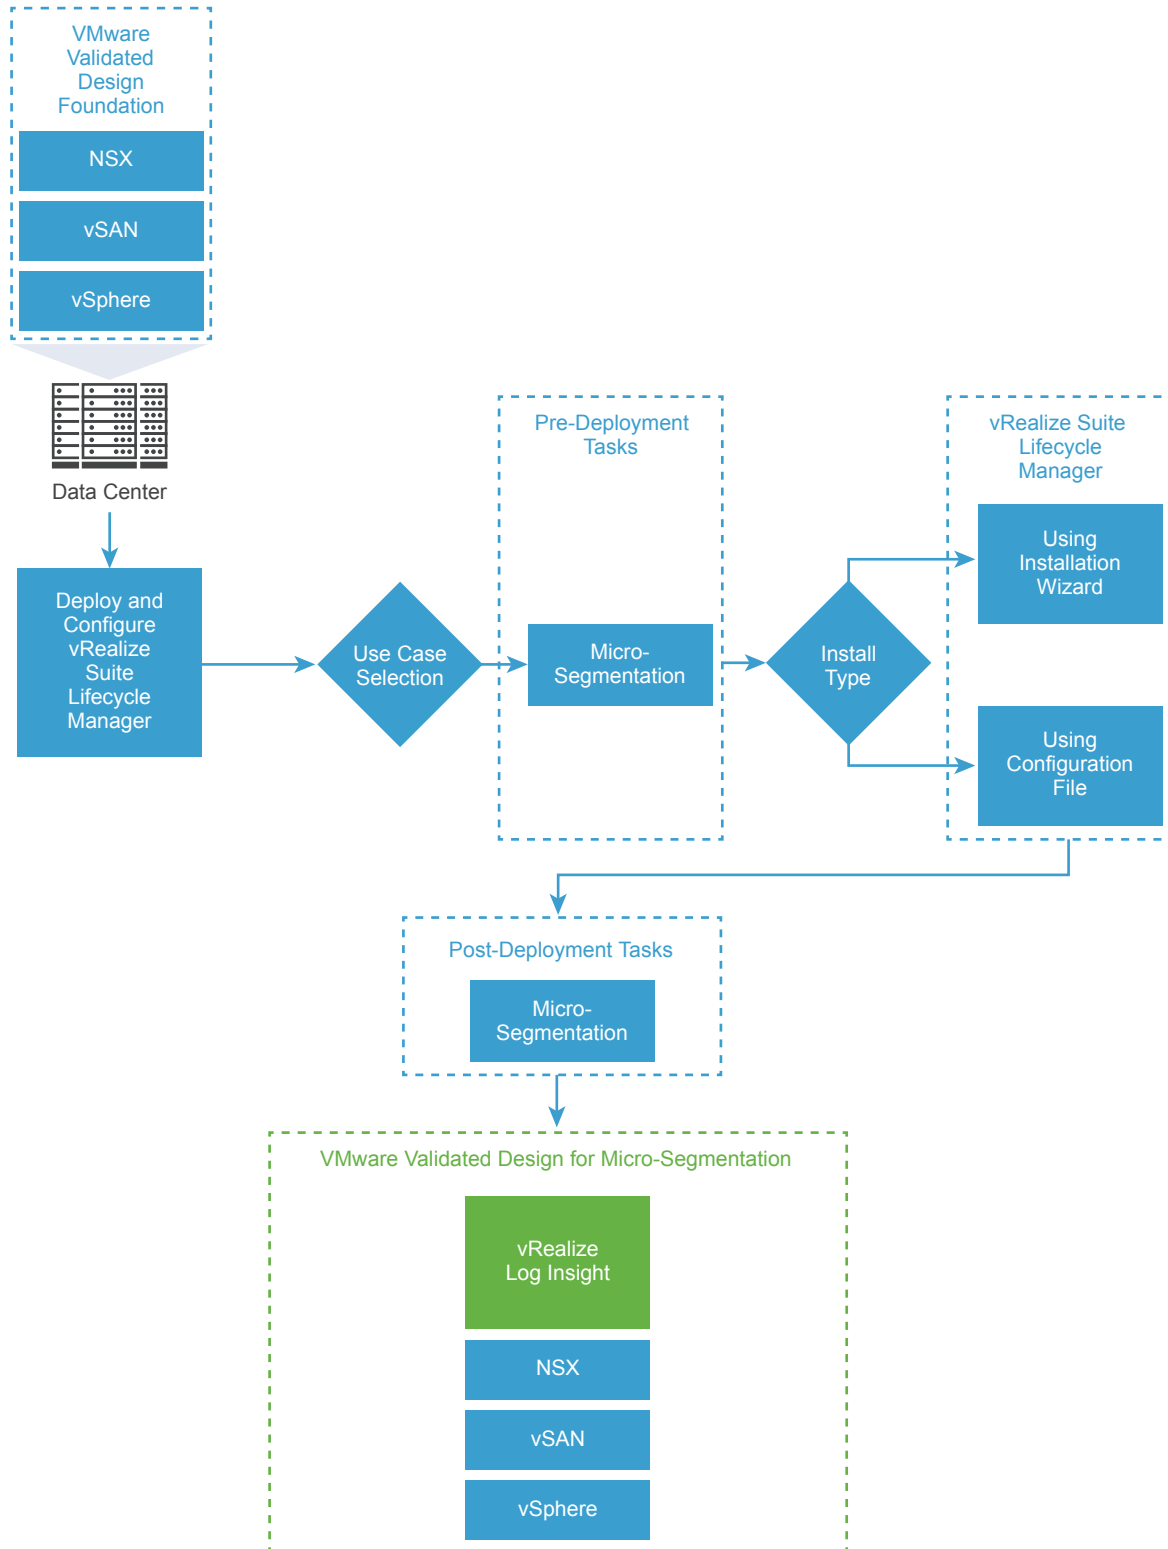 VMware
Validated
Design
Foundation
NSX
vSAN
vSphere
Data Center
Deploy and
Configure
vRealize
Suite
Lifecycle
Manager
Use Case
Selection
Pre-Deployment
Tasks
Micro-
Segmentation
Install
Type
vRealize Suite
Lifecycle
Manager
Using
Installation
Wizard
Using
Configuration
File
Post-Deployment Tasks
Micro-
Segmentation
VMware Validated Design for Micro-Segmentation
vRealize
Log Insight
NSX
vSAN
vSphere